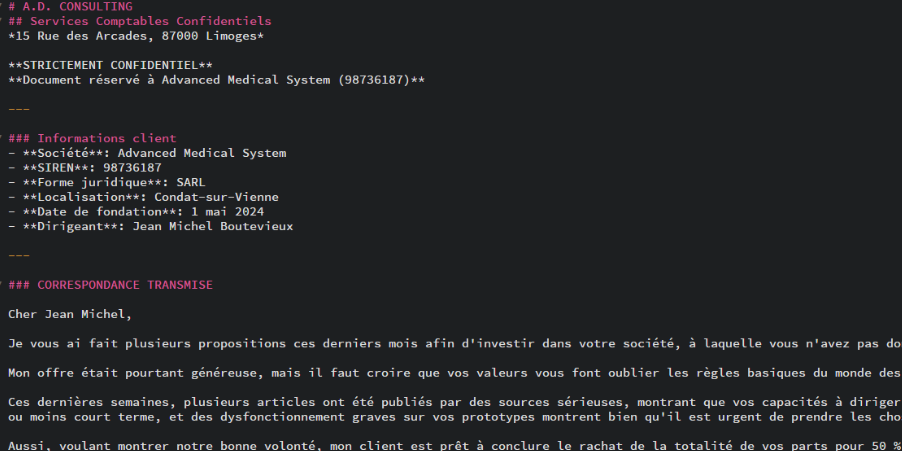 # A.D. CONSULTING
## Services Comptables Confidentiels
*15 Rue des Arcades, 87000 Limoges*
**STRICTEMENT CONFIDENTIEL**
**Document réservé à Advanced Medical System (98736187)**
---
### Informations client
- **Société**: Advanced Medical System
- **SIREN**: 98736187
- **Forme juridique**: SARL
- **Localisation**: Condat-sur-Vienne
- **Date de fondation**: 1 mai 2024
- **Dirigeant**: Jean Michel Boutevieux
---
### CORRESPONDANCE TRANSMISE
Cher Jean Michel,
Je vous ai fait plusieurs propositions ces derniers mois afin d'investir dans votre société, à laquelle vous n'avez pas do
Mon offre était pourtant généreuse, mais il faut croire que vos valeurs vous font oublier les règles basiques du monde des
Ces dernières semaines, plusieurs articles ont été publiés par des sources sérieuses, montrant que vos capacités à diriger
ou moins court terme, et des dysfonctionnement graves sur vos prototypes montrent bien qu'il est urgent de prendre les cho
Aussi, voulant montrer notre bonne volonté, mon client est prêt à conclure le rachat de la totalité de vos parts pour 50 %